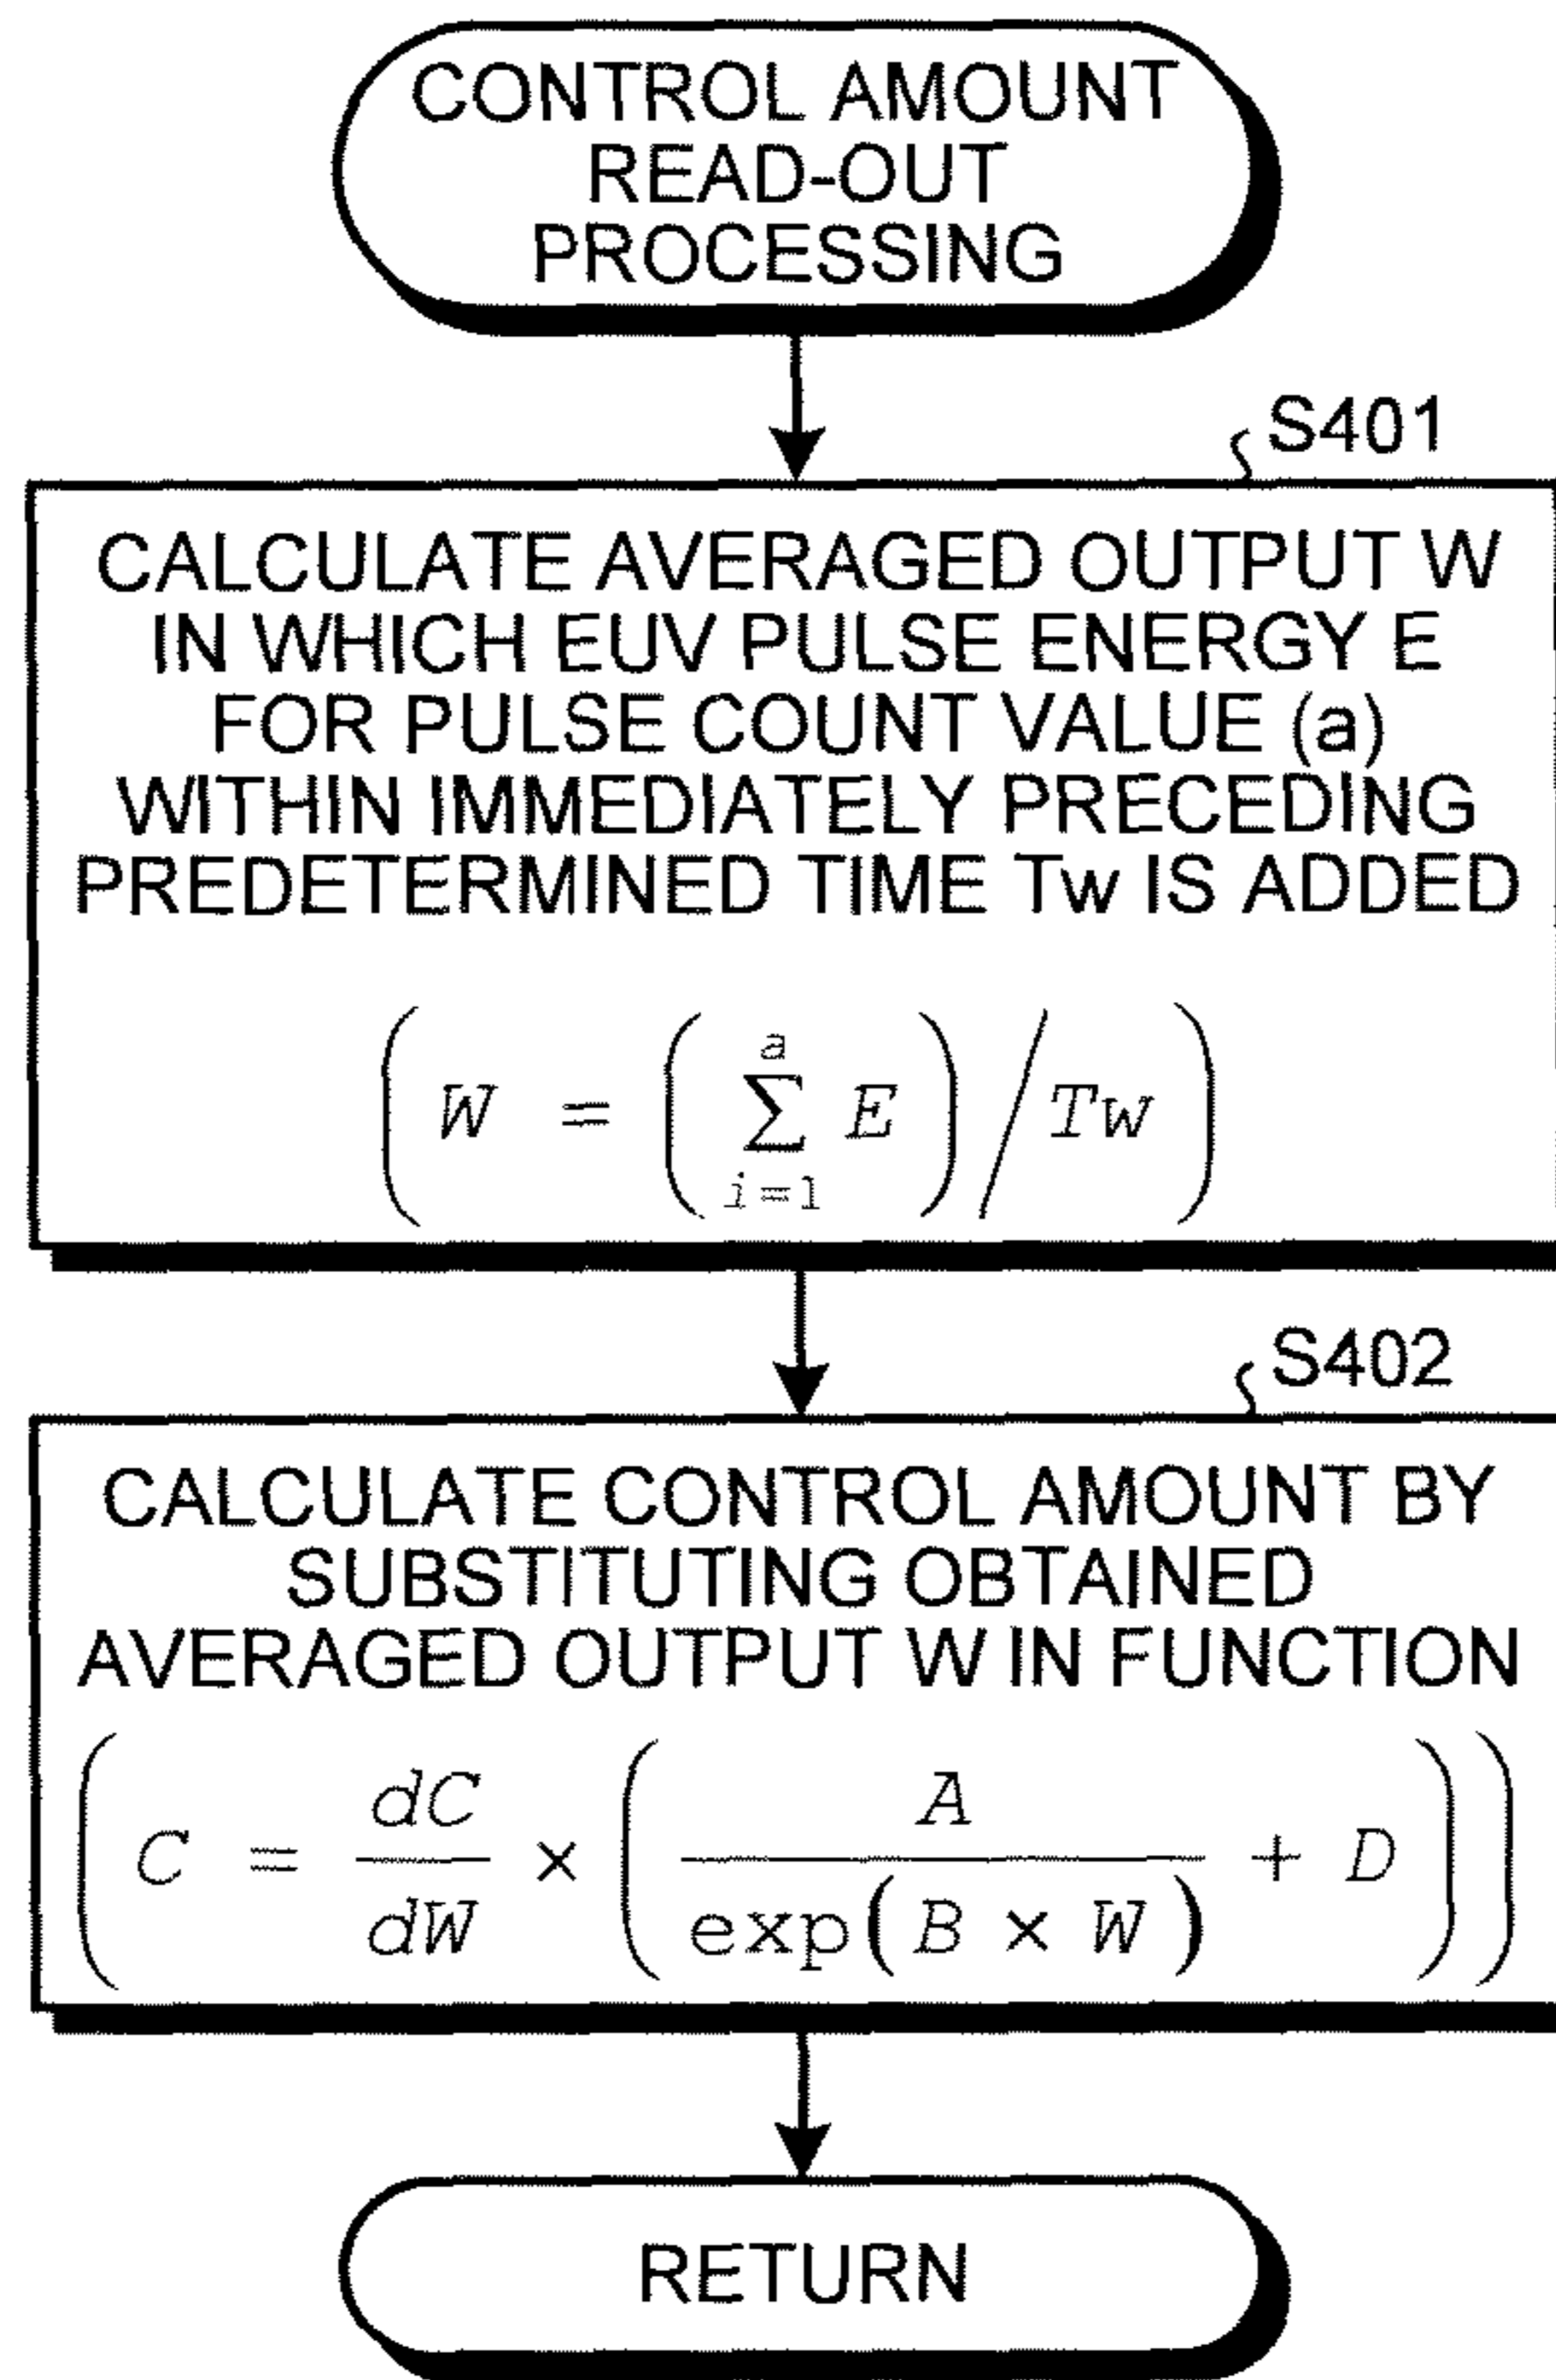 CONTROL AMOUNT
READ-OUT
PROCESSING
S401
CALCULATE AVERAGED OUTPUT W
IN WHICH EUV PULSE ENERGY E
FOR PULSE COUNT VALUE (a)
WITHIN IMMEDIATELY PRECEDING
PREDETERMINED TIME Tw IS ADDED
( W = ( ∑_{i=1}^{a} E ) / Tw )
S402
CALCULATE CONTROL AMOUNT BY
SUBSTITUTING OBTAINED
AVERAGED OUTPUT W IN FUNCTION
( C = dC/dW × ( A/exp( B × W ) + D ) )
RETURN